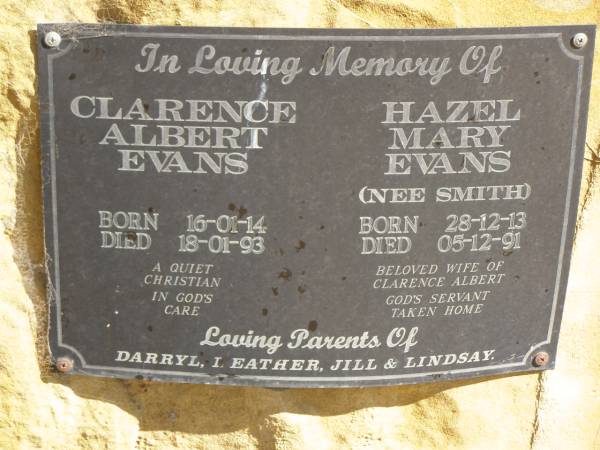 In Loving Memory Of
CLARENCE
ALBERT
EVANS
BORN 16-01-14
DIED 18-01-93
A QUIET
CHRISTIAN
IN GOD'S
CARE
HAZEL
MARY
EVANS
(NEE SMITH)
BORN 28-12-13
DIED 05-12-91
BELOVED WIFE OF
CLARENCE ALBERT
GOD'S SERVANT
TAKEN HOME
Loving Parents Of
DARRYL, JILL & LINDSAY.